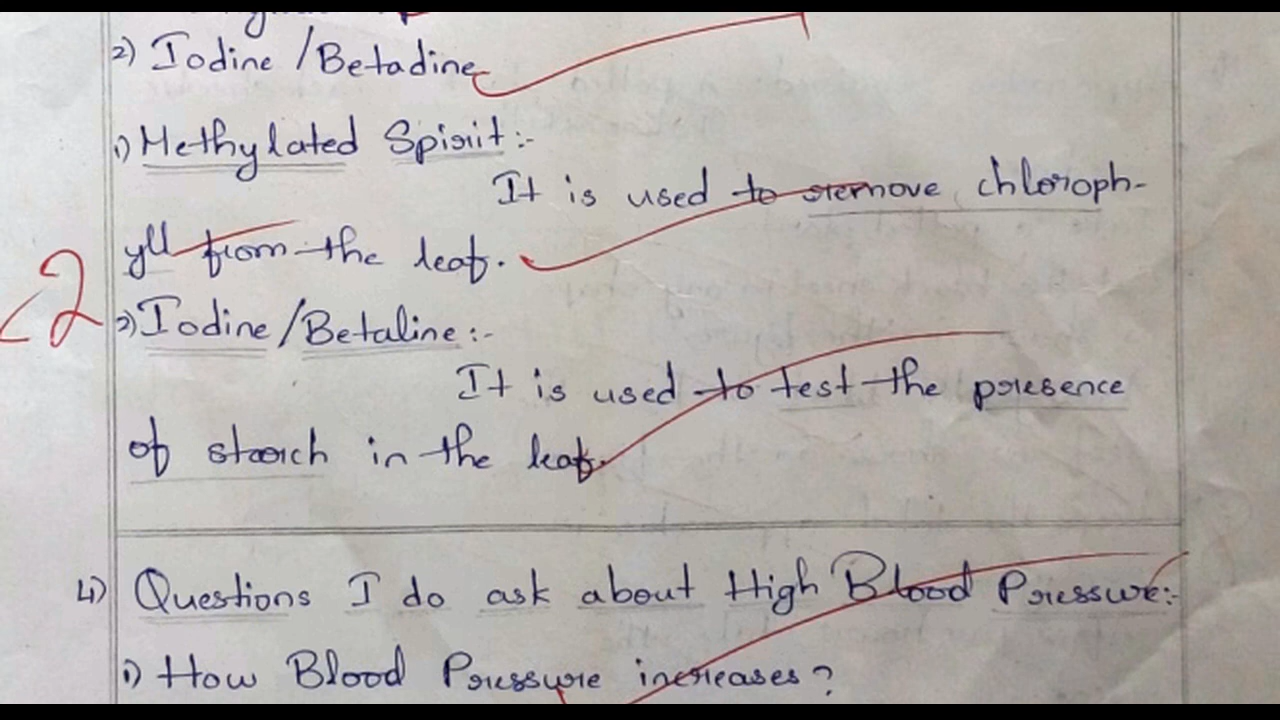 2) Iodine / Betadine
1) Methylated Spirit :-
It is used to remove chloroph-
yll from the leaf.
2) Iodine / Betaline :-
It is used to test the presence
of starch in the leaf.
2
4) Questions I do ask about High Blood Pressure:-
1) How Blood Pressure increases?